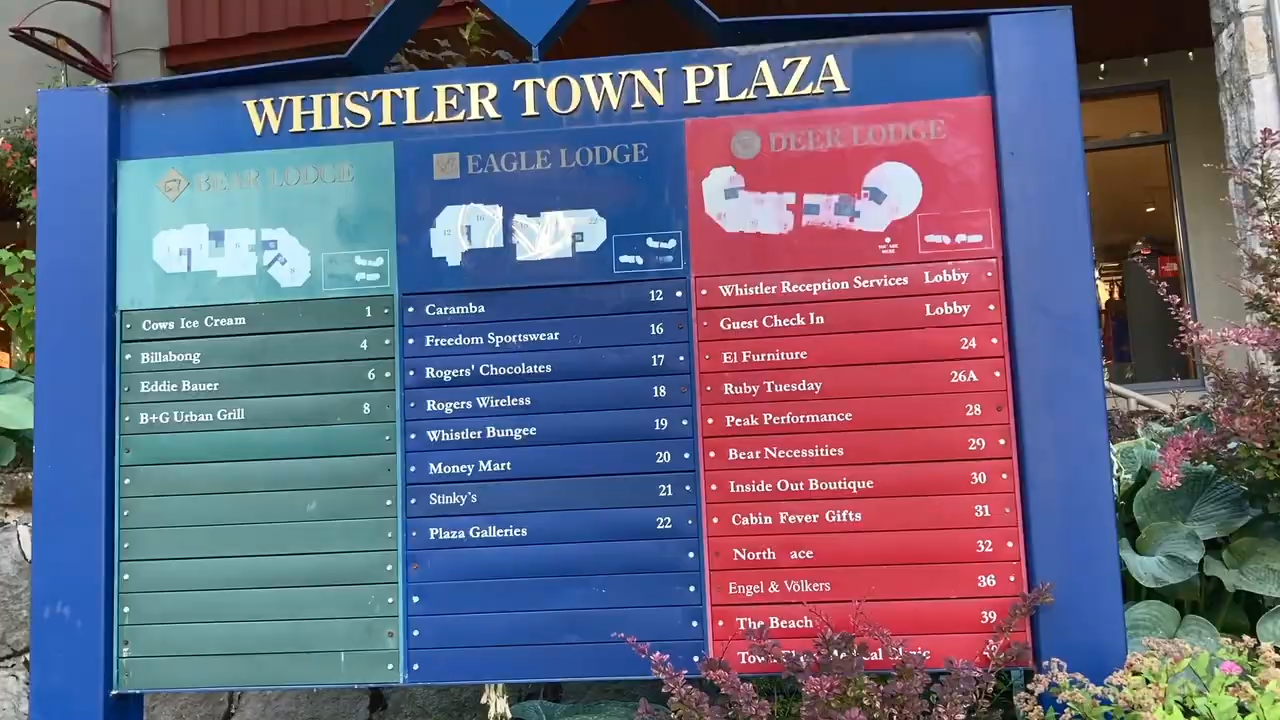 WHISTLER TOWN PLAZA
BEAR LODGE
Cows Ice Cream 1
Billabong 4
Eddie Bauer 6
B+G Urban Grill 8
EAGLE LODGE
Caramba 12
Freedom Sportswear 16
Rogers' Chocolates 17
Rogers Wireless 18
Whistler Bungee 19
Money Mart 20
Stinky's 21
Plaza Galleries 22
DEER LODGE
YOU ARE
HERE
Whistler Reception Services Lobby
Guest Check In Lobby
El Furniture 24
Ruby Tuesday 26A
Peak Performance 28
Bear Necessities 29
Inside Out Boutique 30
Cabin Fever Gifts 31
North ace 32
Engel & Völkers 36
The Beach 39
Town